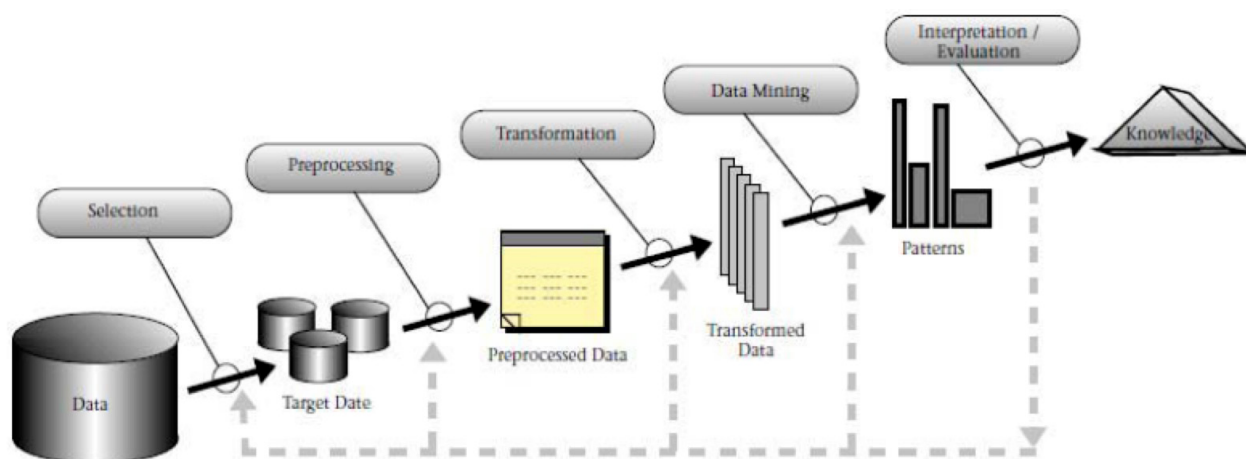 Interpretation /
Evaluation
Data Mining
Knowledge
Transformation
Preprocessing
Selection
Patterns
Transformed
Data
Preprocessed Data
Target Date
Data